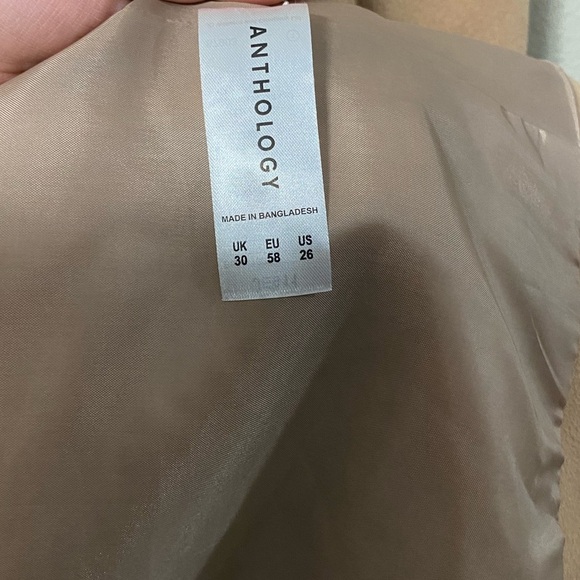 ANTHOLOGY
MADE IN BANGLADESH
UK EU US
30 58 26